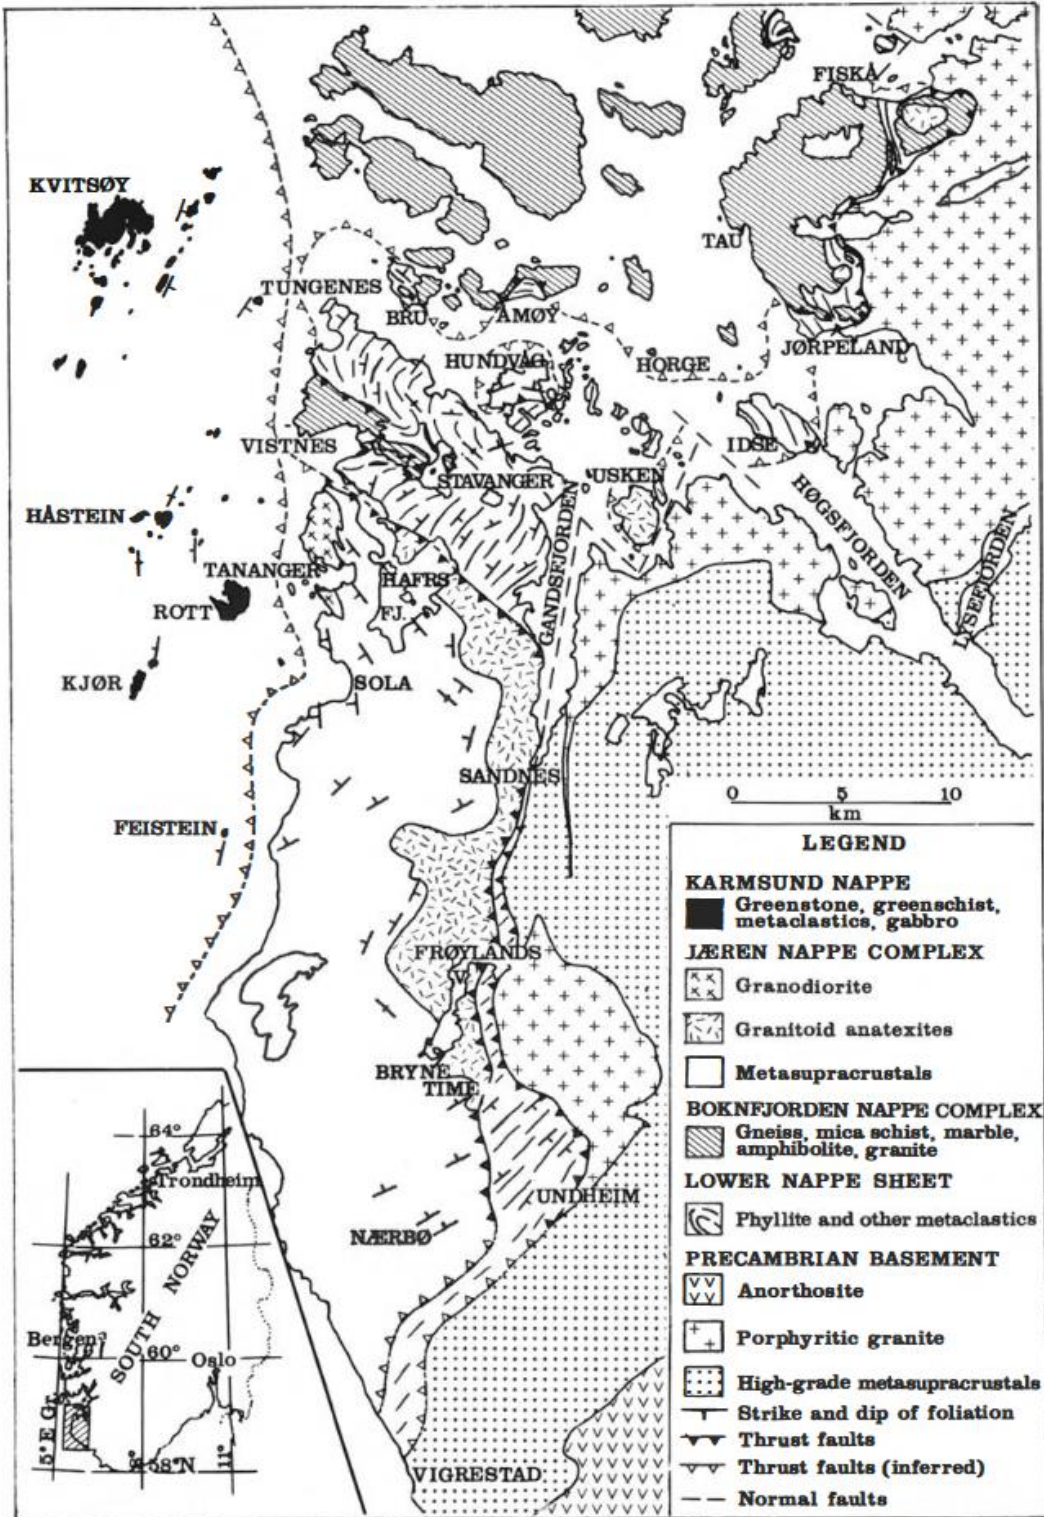 FISKÅ
KVITSØY
TAU
TUNGENES
BRU
ÅMØY
HUNDVÅG
HORGE
JØRPELAND
VISTNES
IDSE
STAVANGER
USKEN
HÅSTEIN
HØGSFJORDEN
GANDSFJORDEN
LYSEFJORDEN
TANANGER
HAFRS
FJ.
ROTT
KJØR
SOLA
SANDNES
0 5 10
km
FEISTEIN
FRØYLANDS
V.
BRYNE
TIME
UNDHEIM
NÆRBØ
VIGRESTAD
LEGEND
KARMSUND NAPPE
Greenstone, greenschist,
metaclastics, gabbro
JÆREN NAPPE COMPLEX
Granodiorite
Granitoid anatexites
Metasupracrustals
BOKNFJORDEN NAPPE COMPLEX
Gneiss, mica schist, marble,
amphibolite, granite
LOWER NAPPE SHEET
Phyllite and other metaclastics
PRECAMBRIAN BASEMENT
Anorthosite
Porphyritic granite
High-grade metasupracrustals
Strike and dip of foliation
Thrust faults
Thrust faults (inferred)
Normal faults
64°
Trondheim
62°
SOUTH NORWAY
Bergen
60°
Oslo
5° E Gr.
8°
58° N
11°